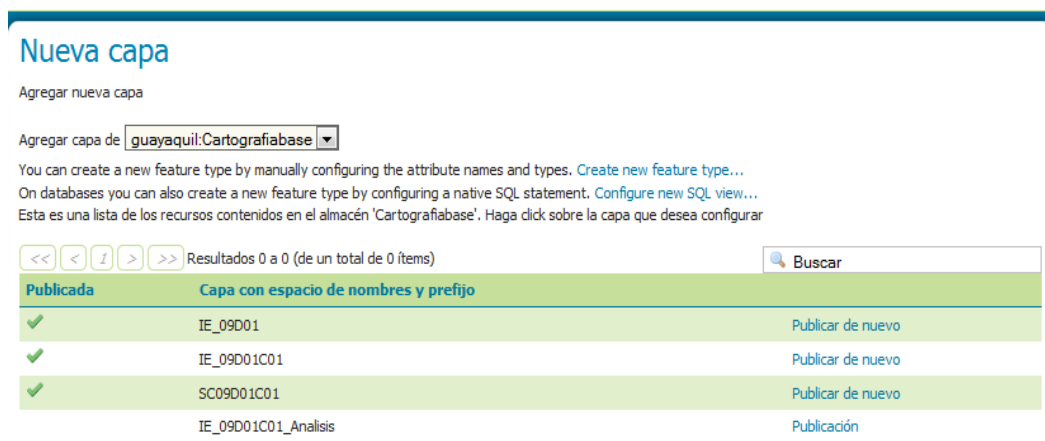 Nueva capa
Agregar nueva capa
Agregar capa de guayaquil:Cartografiabase
You can create a new feature type by manually configuring the attribute names and types. Create new feature type...
On databases you can also create a new feature type by configuring a native SQL statement. Configure new SQL view...
Esta es una lista de los recursos contenidos en el almacén 'Cartografiabase'. Haga click sobre la capa que desea configurar
<< < 1 > >> Resultados 0 a 0 (de un total de 0 ítems) Buscar
Publicada Capa con espacio de nombres y prefijo
IE_09D01 Publicar de nuevo
IE_09D01C01 Publicar de nuevo
SC09D01C01 Publicar de nuevo
IE_09D01C01_Analisis Publicación